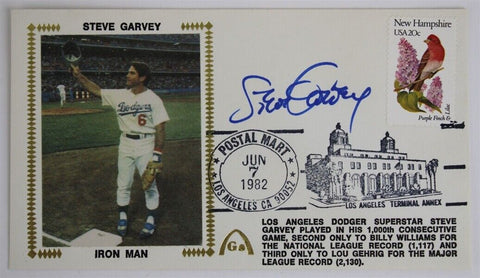 STEVE GARVEY
New Hampshire
USA 20c
Steve Garvey
Dodgers
6
Lilac
Purple Finch &
POSTAL MART
JUN
7
1982
LOS ANGELES CA 90052
LOS ANGELES TERMINAL ANNEX
IRON MAN
G s
LOS ANGELES DODGER SUPERSTAR STEVE
GARVEY PLAYED IN HIS 1,000th CONSECUTIVE
GAME, SECOND ONLY TO BILLY WILLIAMS FOR
THE NATIONAL LEAGUE RECORD (1,117) AND
THIRD ONLY TO LOU GEHRIG FOR THE MAJOR
LEAGUE RECORD (2,130).